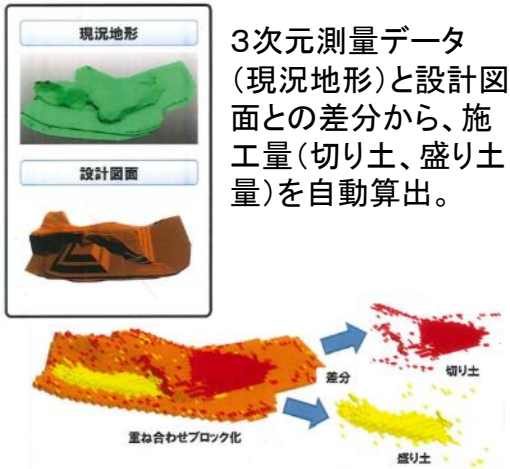 現況地形
設計図面
３次元測量データ
（現況地形）と設計図
面との差分から、施
工量（切り土、盛り土
量）を自動算出。
差分
切り土
重ね合わせブロック化
盛り土